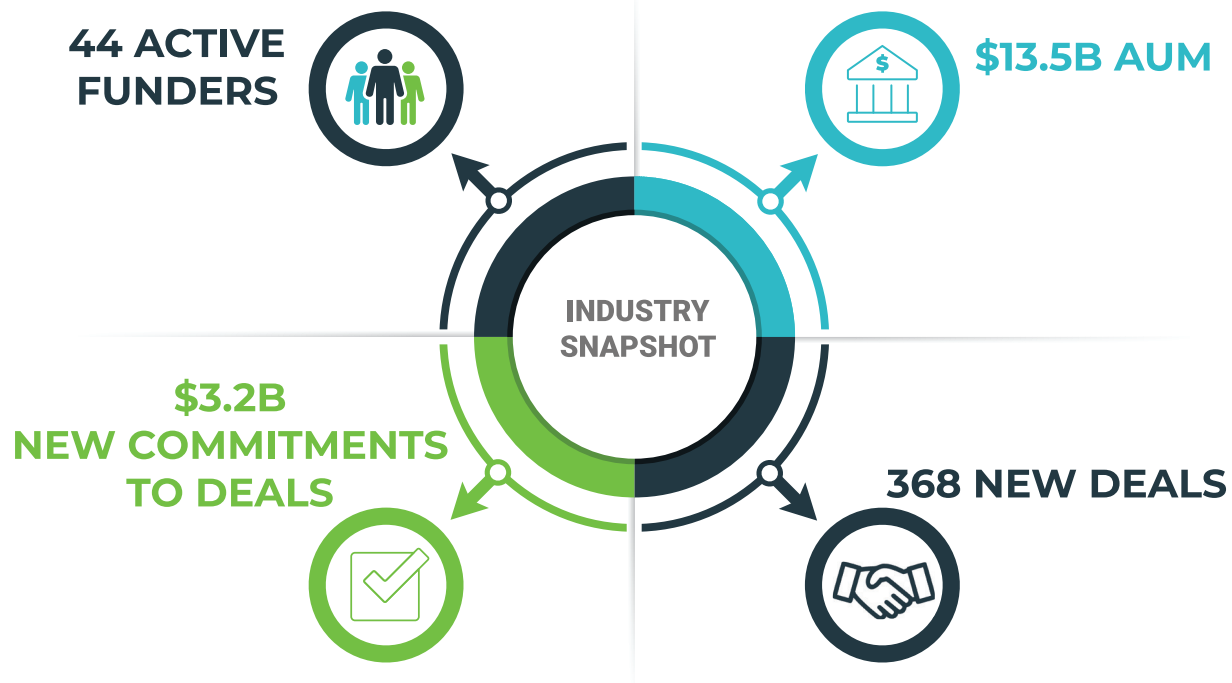 44 ACTIVE
FUNDERS
$
$13.5B AUM
INDUSTRY
SNAPSHOT
$3.2B
NEW COMMITMENTS
TO DEALS
368 NEW DEALS